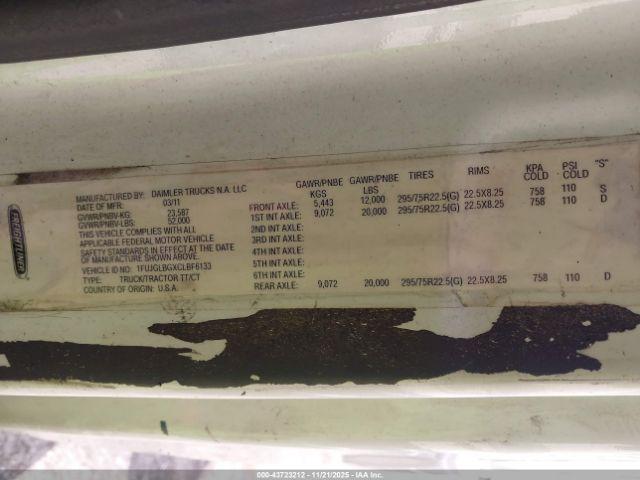 FREIGHTLINER
MANUFACTURED BY: DAIMLER TRUCKS N.A. LLC
DATE OF MFR: 03/11
GVWR/PNBV-KG: 23,587
GVWR/PNBV-LBS: 52,000
THIS VEHICLE COMPLIES WITH ALL
APPLICABLE FEDERAL MOTOR VEHICLE
SAFETY STANDARDS IN EFFECT AT THE DATE
OF MANUFACTURE SHOWN ABOVE.
VEHICLE ID NO.: 1FUJGLBGXCLBF6133
TYPE: TRUCK/TRACTOR TT/CT
COUNTRY OF ORIGIN: U.S.A.
GAWR/PNBE KGS GAWR/PNBE LBS TIRES RIMS KPA COLD PSI COLD "S"
FRONT AXLE: 5,443 12,000 295/75R22.5(G) 22.5X8.25 758 110 S
1ST INT AXLE: 9,072 20,000 295/75R22.5(G) 22.5X8.25 758 110 D
2ND INT AXLE:
3RD INT AXLE:
4TH INT AXLE:
5TH INT AXLE:
6TH INT AXLE:
REAR AXLE: 9,072 20,000 295/75R22.5(G) 22.5X8.25 758 110 D
000-43723212 - 11/21/2025 - IAA Inc.